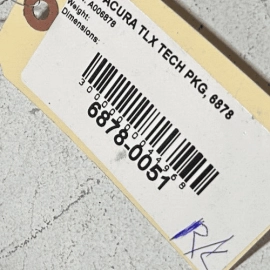 ACURA TLX TECH PKG, 6878
: A006878
Weight:
Dimensions:
6878-0051